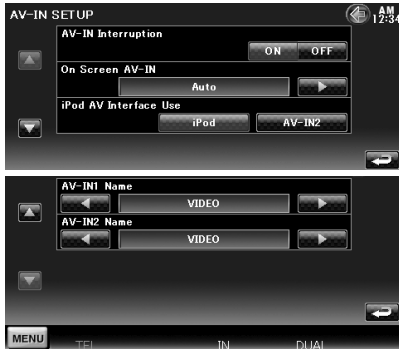 AV-IN SETUP
AM
12:34
AV-IN Interruption
ON OFF
On Screen AV-IN
Auto
iPod AV Interface Use
iPod AV-IN2
AV-IN1 Name
VIDEO
AV-IN2 Name
VIDEO
MENU TEL IN DUAL